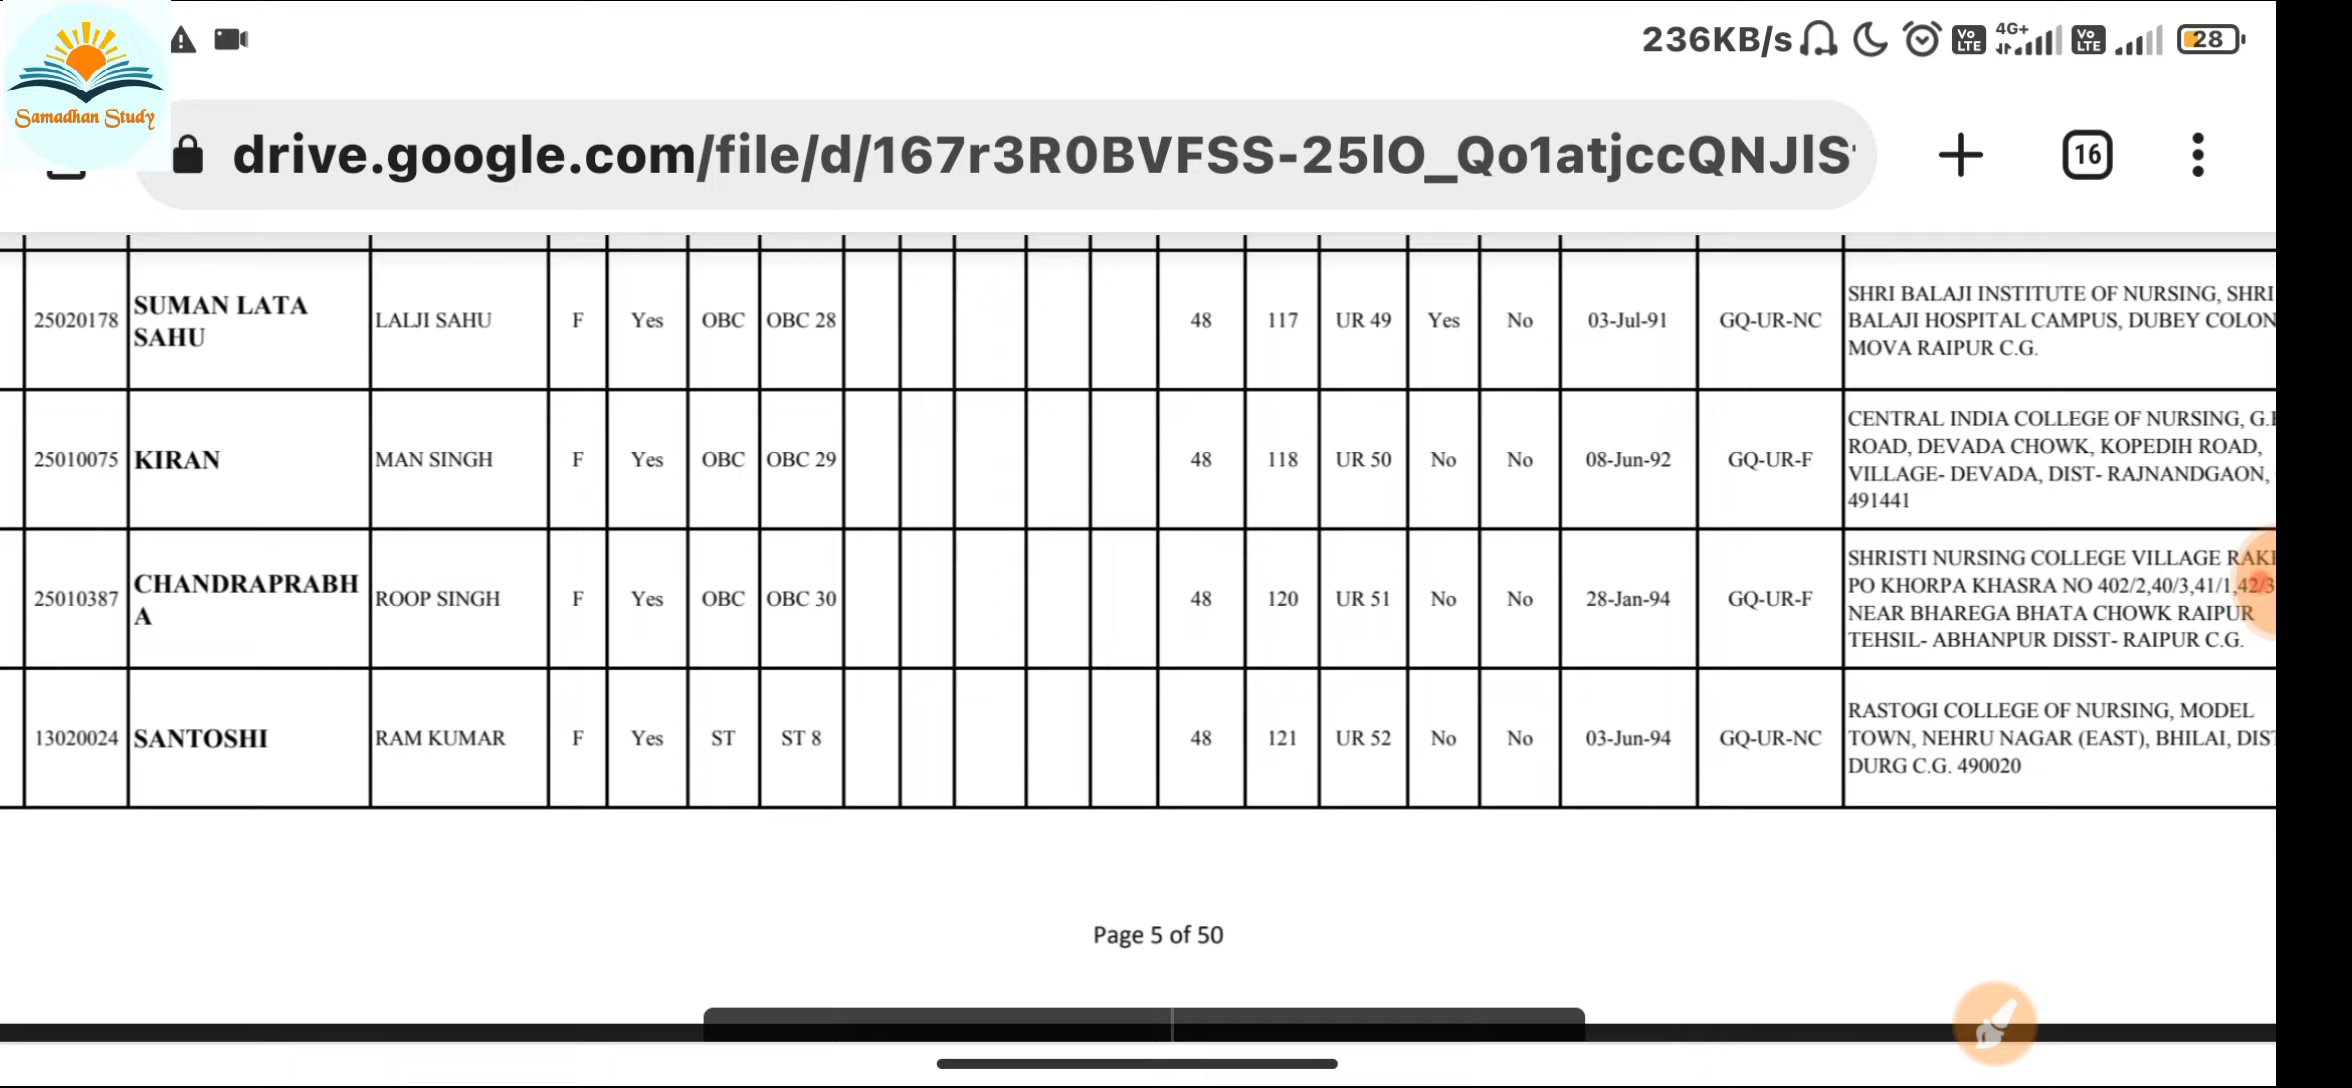 236KB/s 4G+ Vo LTE Vo LTE 28
Samadhan Study
drive.google.com/file/d/167r3R0BVFSS-25lO_Qo1atjccQNJlS
16
25020178 SUMAN LATA SAHU LALJI SAHU F Yes OBC OBC 28 48 117 UR 49 Yes No 03-Jul-91 GQ-UR-NC SHRI BALAJI INSTITUTE OF NURSING, SHRI
BALAJI HOSPITAL CAMPUS, DUBEY COLON
MOVA RAIPUR C.G.
25010075 KIRAN MAN SINGH F Yes OBC OBC 29 48 118 UR 50 No No 08-Jun-92 GQ-UR-F CENTRAL INDIA COLLEGE OF NURSING,
ROAD, DEVADA CHOWK, KOPEDIH ROAD,
VILLAGE- DEVADA, DIST- RAJNANDGAON,
491441
25010387 CHANDRAPRABH
A ROOP SINGH F Yes OBC OBC 30 48 120 UR 51 No No 28-Jan-94 GQ-UR-F SHRISTI NURSING COLLEGE VILLAGE
PO KHORPA KHASRA NO 402/2,40/3,41/1,42/3
NEAR BHAREGA BHATA CHOWK RAIPUR
TEHSIL- ABHANPUR DISST- RAIPUR C.G.
13020024 SANTOSHI RAM KUMAR F Yes ST ST 8 48 121 UR 52 No No 03-Jun-94 GQ-UR-NC RASTOGI COLLEGE OF NURSING, MODEL
TOWN, NEHRU NAGAR (EAST), BHILAI, DIST
DURG C.G. 490020
Page 5 of 50